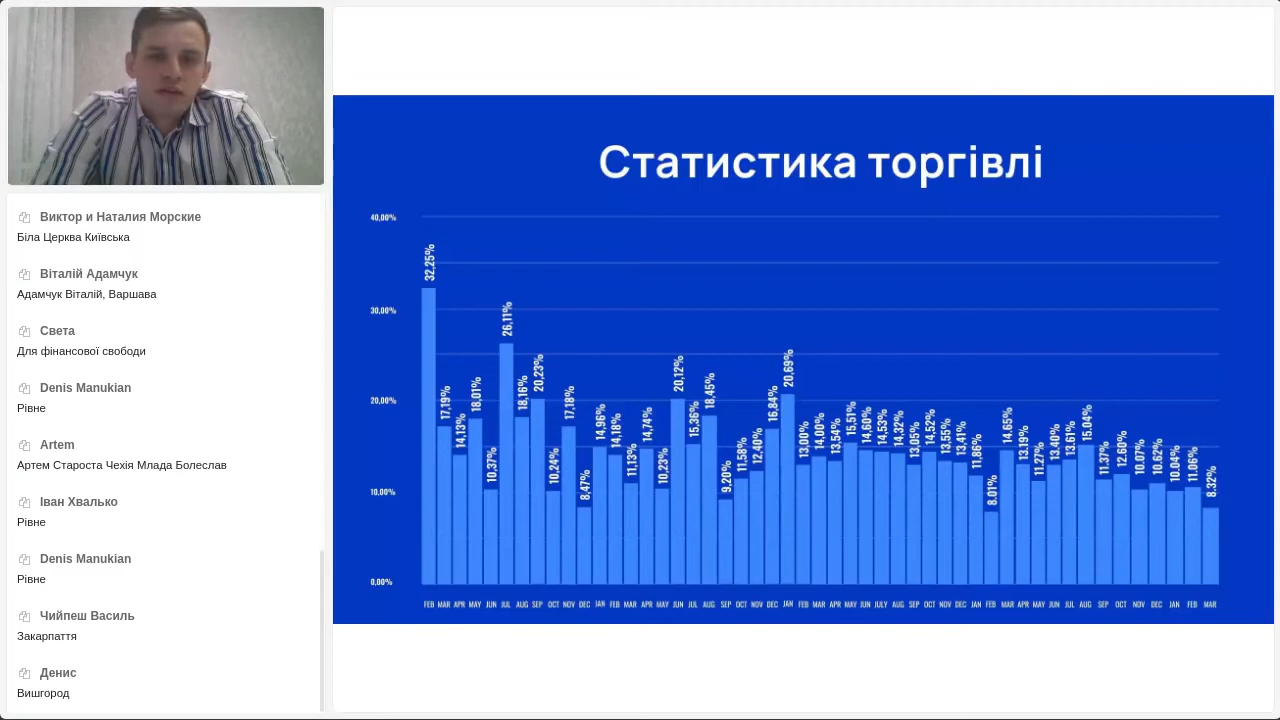 Виктор и Наталия Морские
Біла Церква Київська
Віталій Адамчук
Адамчук Віталій, Варшава
Света
Для фінансової свободи
Denis Manukian
Рівне
Artem
Артем Староста Чехія Млада Болеслав
Іван Хвалько
Рівне
Denis Manukian
Рівне
Чийпеш Василь
Закарпаття
Денис
Вишгород
Статистика торгівлі
40,00%
30,00%
20,00%
10,00%
0,00%
32,25% 17,19% 14,13% 18,01% 10,37% 26,11% 18,16% 20,23% 10,24% 17,18% 8,47% 14,96% 14,18% 11,13% 14,74% 10,23% 20,12% 15,36% 18,45% 9,20% 11,58% 12,40% 16,84% 20,69% 13,00% 14,00% 13,54% 15,51% 14,60% 14,53% 14,32% 13,05% 14,52% 13,55% 13,41% 11,86% 8,01% 14,65% 13,19% 11,27% 13,40% 13,61% 15,04% 11,37% 12,60% 10,07% 10,62% 10,04% 11,00% 8,32%
FEB MAR APR MAY JUN JUL AUG SEP OCT NOV DEC JAN FEB MAR APR MAY JUN JUL AUG SEP OCT NOV DEC JAN FEB MAR APR MAY JUN JULY AUG SEP OCT NOV DEC JAN FEB MAR APR MAY JUN JUL AUG SEP OCT NOV DEC JAN FEB MAR